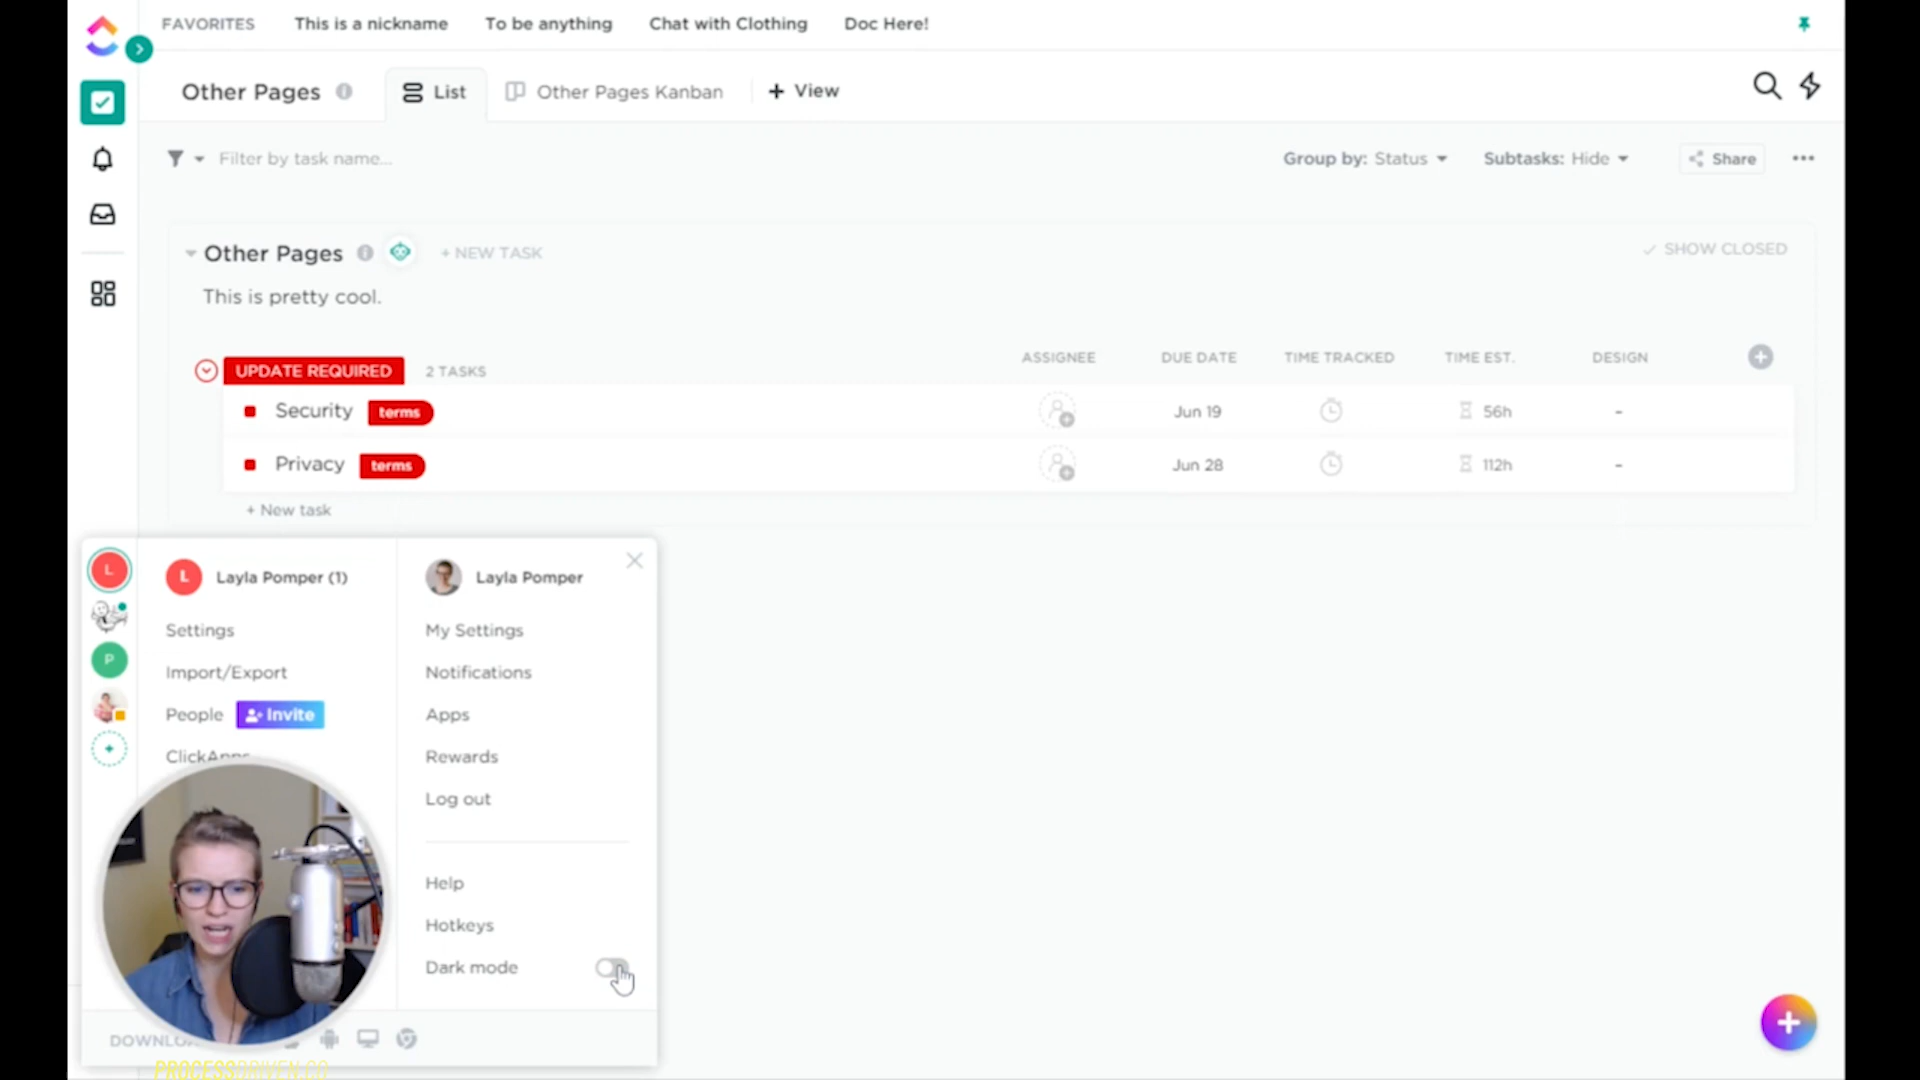 FAVORITES This is a nickname To be anything Chat with Clothing Doc Here!
Other Pages List Other Pages Kanban + View
Filter by task name... Group by: Status Subtasks: Hide Share
Other Pages + NEW TASK SHOW CLOSED
This is pretty cool.
UPDATE REQUIRED 2 TASKS ASSIGNEE DUE DATE TIME TRACKED TIME EST. DESIGN
Security terms Jun 19 56h -
Privacy terms Jun 28 112h -
+ New task
L L Layla Pomper (1) Layla Pomper
Settings My Settings
P Import/Export Notifications
People Invite Apps
ClickApps Rewards
Log out
Help
Hotkeys
Dark mode
PROCESSDRIVEN.CO